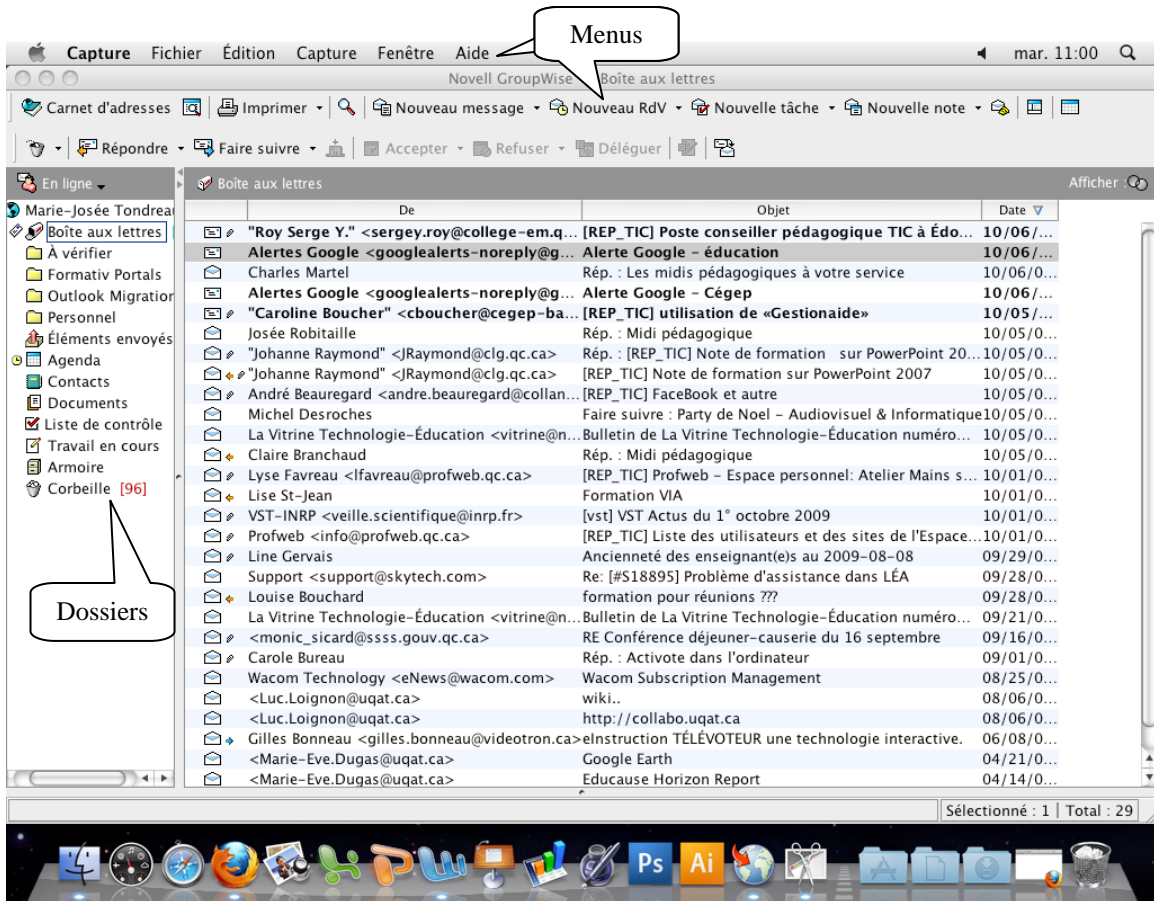 Menus
Capture Fichier Édition Capture Fenêtre Aide mar. 11:00
Novell GroupWise Boîte aux lettres
Carnet d'adresses Imprimer Nouveau message Nouveau RdV Nouvelle tâche Nouvelle note
Répondre Faire suivre Accepter Refuser Déléguer
En ligne Boîte aux lettres Afficher :
Marie-Josée Tondrea
De Objet Date
Boîte aux lettres
À vérifier
Formativ Portals
Outlook Migration
Personnel
Éléments envoyés
Agenda
Contacts
Documents
Liste de contrôle
Travail en cours
Armoire
Corbeille [96]
Dossiers
"Roy Serge Y." <sergey.roy@college-em.q... [REP_TIC] Poste conseiller pédagogique TIC à Édo... 10/06/...
Alertes Google <googlealerts-noreply@g... Alerte Google – éducation 10/06/...
Charles Martel Rép. : Les midis pédagogiques à votre service 10/06/0...
Alertes Google <googlealerts-noreply@g... Alerte Google – Cégep 10/06/...
"Caroline Boucher" <cboucher@cegep-ba... [REP_TIC] utilisation de «Gestionaide» 10/05/...
Josée Robitaille Rép. : Midi pédagogique 10/05/0...
"Johanne Raymond" <JRaymond@clg.qc.ca> Rép. : [REP_TIC] Note de formation sur PowerPoint 20... 10/05/0...
"Johanne Raymond" <JRaymond@clg.qc.ca> [REP_TIC] Note de formation sur PowerPoint 2007 10/05/0...
André Beauregard <andre.beauregard@collan... [REP_TIC] FaceBook et autre 10/05/0...
Michel Desroches Faire suivre : Party de Noel – Audiovisuel & Informatique 10/05/0...
La Vitrine Technologie-Éducation <vitrine@n... Bulletin de La Vitrine Technologie-Éducation numéro... 10/05/0...
Claire Branchaud Rép. : Midi pédagogique 10/05/0...
Lyse Favreau <lfavreau@profweb.qc.ca> [REP_TIC] Profweb – Espace personnel: Atelier Mains s... 10/01/0...
Lise St-Jean Formation VIA 10/01/0...
VST-INRP <veille.scientifique@inrp.fr> [vst] VST Actus du 1° octobre 2009 10/01/0...
Profweb <info@profweb.qc.ca> [REP_TIC] Liste des utilisateurs et des sites de l'Espace... 10/01/0...
Line Gervais Ancienneté des enseignant(e)s au 2009-08-08 09/29/0...
Support <support@skytech.com> Re: [#S18895] Problème d'assistance dans LÉA 09/28/0...
Louise Bouchard formation pour réunions ??? 09/28/0...
La Vitrine Technologie-Éducation <vitrine@n... Bulletin de La Vitrine Technologie-Éducation numéro... 09/21/0...
<monic_sicard@ssss.gouv.qc.ca> RE Conférence déjeuner-causerie du 16 septembre 09/16/0...
Carole Bureau Rép. : Activote dans l'ordinateur 09/01/0...
Wacom Technology <eNews@wacom.com> Wacom Subscription Management 08/25/0...
<Luc.Loignon@uqat.ca> wiki.. 08/06/0...
<Luc.Loignon@uqat.ca> http://collabo.uqat.ca 08/06/0...
Gilles Bonneau <gilles.bonneau@videotron.ca> eInstruction TÉLÉVOTEUR une technologie interactive. 06/08/0...
<Marie-Eve.Dugas@uqat.ca> Google Earth 04/21/0...
<Marie-Eve.Dugas@uqat.ca> Educause Horizon Report 04/14/0...
Sélectionné : 1 Total : 29
Ps Ai